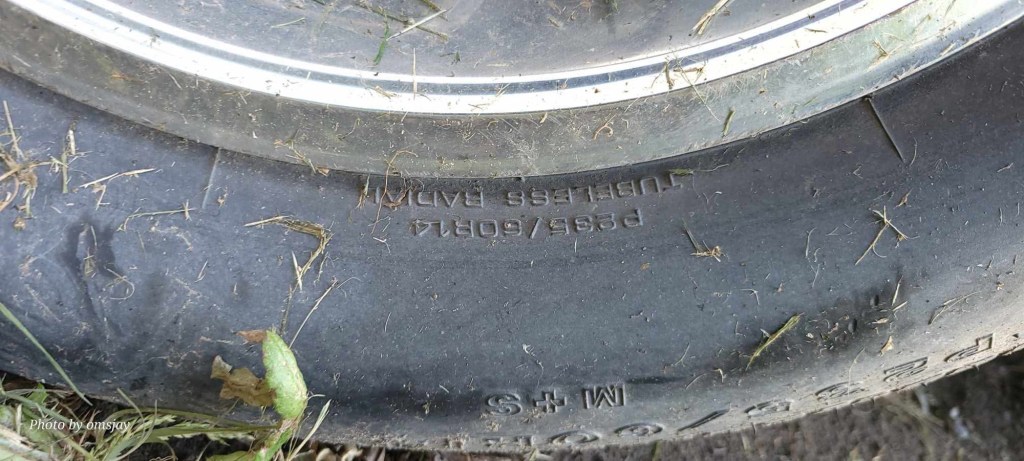 M+S
P235/60R14
TUBELESS RADIAL
Photo by omsjay